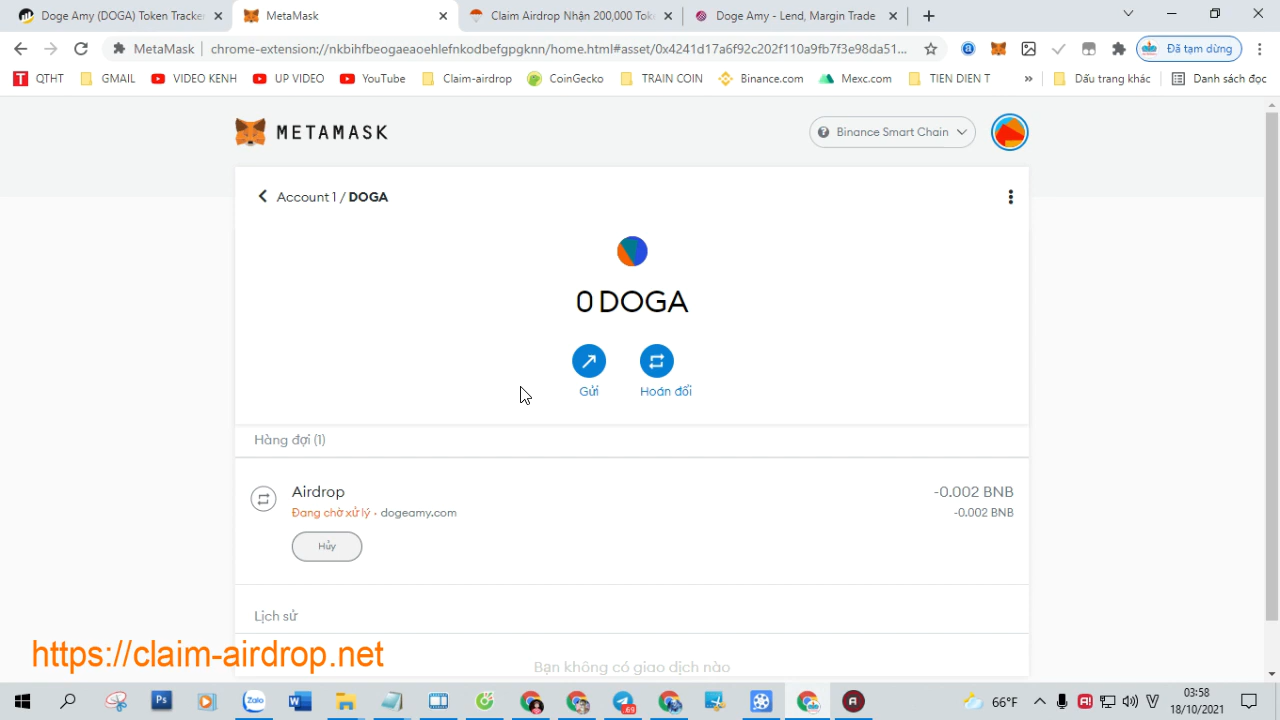 Doge Amy (DOGA) Token Tracke
MetaMask
Claim Airdrop Nhận 200,000 Toke
Doge Amy - Lend, Margin Trade
MetaMask
chrome-extension://nkbihfbeogaeaoehlefnkodbefgpgknn/home.html#asset/0x4241d17a6f92c202f110a9fb7f3e98da51...
Đã tạm dừng
QTHT
GMAIL
VIDEO KENH
UP VIDEO
YouTube
Claim-airdrop
CoinGecko
TRAIN COIN
Binance.com
Mexc.com
TIEN DIEN T
»
Dấu trang khác
Danh sách đọc
METAMASK
Binance Smart Chain
Account 1 / DOGA
0 DOGA
Gửi
Hoán đổi
Hàng đợi (1)
Airdrop
-0.002 BNB
Đang chờ xử lý · dogeamy.com
-0.002 BNB
Hủy
Lịch sử
https://claim-airdrop.net
Bạn không có giao dịch nào
Ps
Zalo
69
66°F
03:58
18/10/2021